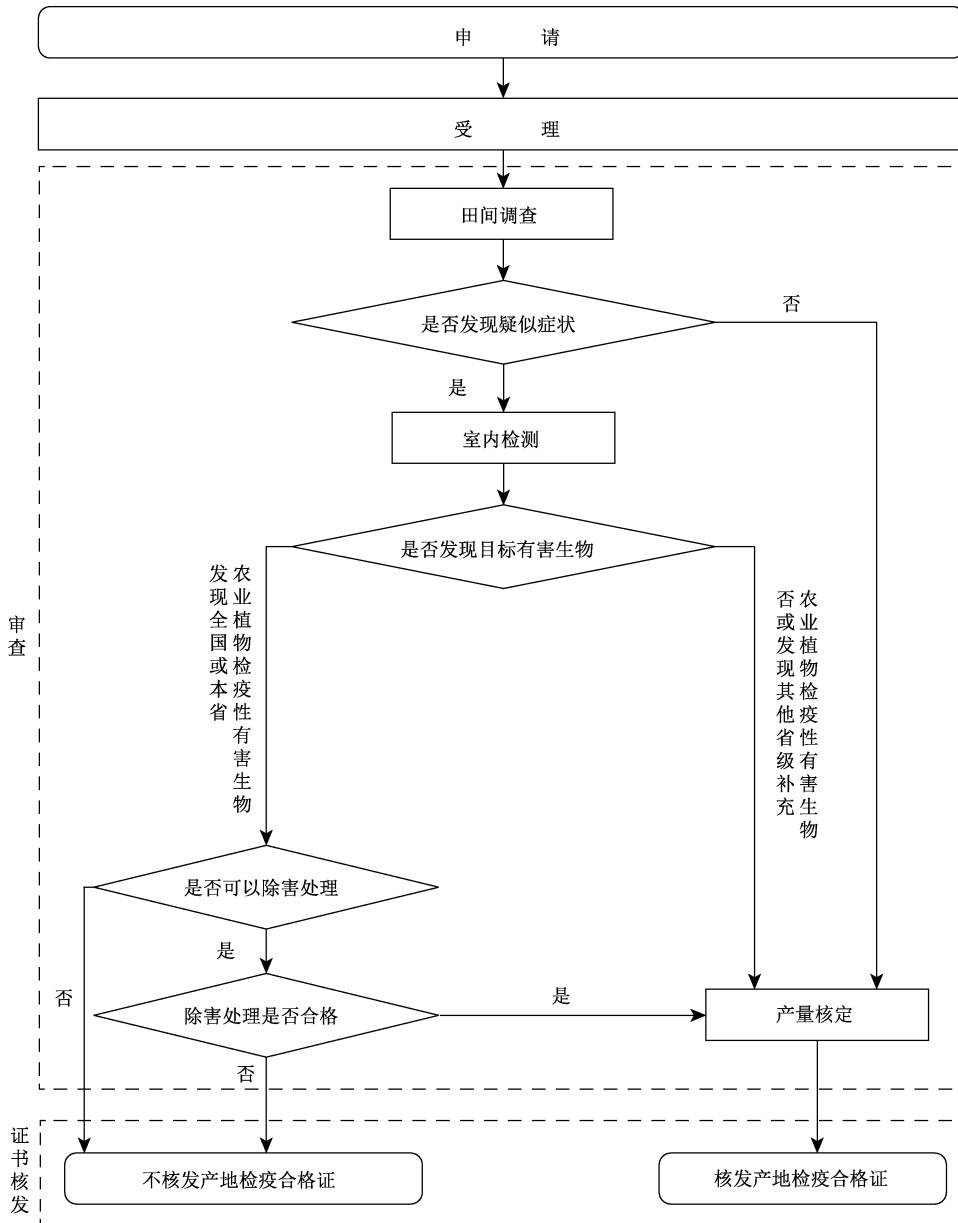 申 请
受 理
田间调查
是否发现疑似症状
否
是
室内检测
是否发现目标有害生物
发现全国或本省
农业植物检疫性有害生物
否或发现其他省级补充
农业植物检疫性有害生物
审查
是否可以除害处理
是
否
除害处理是否合格
是
产量核定
否
证书核发
不核发产地检疫合格证
核发产地检疫合格证